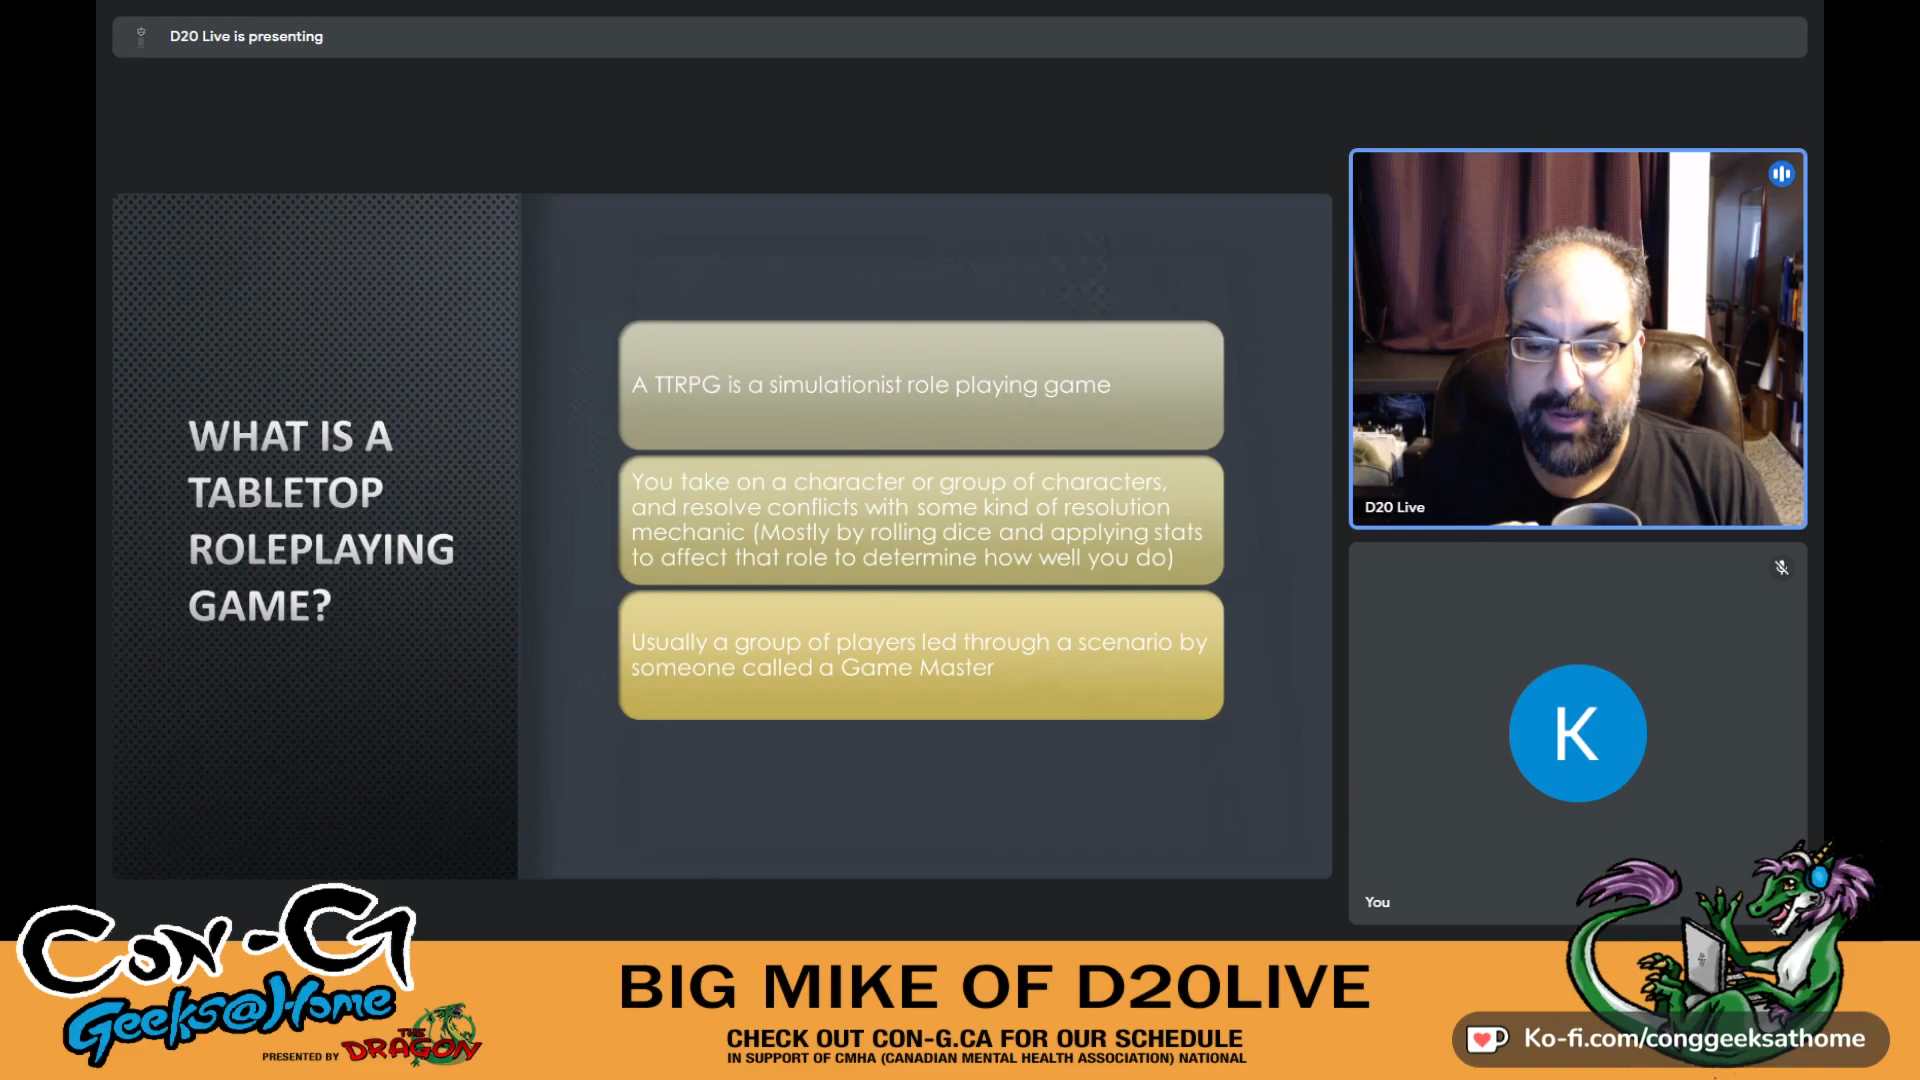 D20 Live is presenting
WHAT IS A
TABLETOP
ROLEPLAYING
GAME?
A TTRPG is a simulationist role playing game
You take on a character or group of characters,
and resolve conflicts with some kind of resolution
mechanic (Mostly by rolling dice and applying stats
to affect that role to determine how well you do)
Usually a group of players led through a scenario by
someone called a Game Master
D20 Live
K
You
CON-G
Geeks@Home
PRESENTED BY THE DRAGON
BIG MIKE OF D20LIVE
CHECK OUT CON-G.CA FOR OUR SCHEDULE
IN SUPPORT OF CMHA (CANADIAN MENTAL HEALTH ASSOCIATION) NATIONAL
Ko-fi.com/conggeeksathome